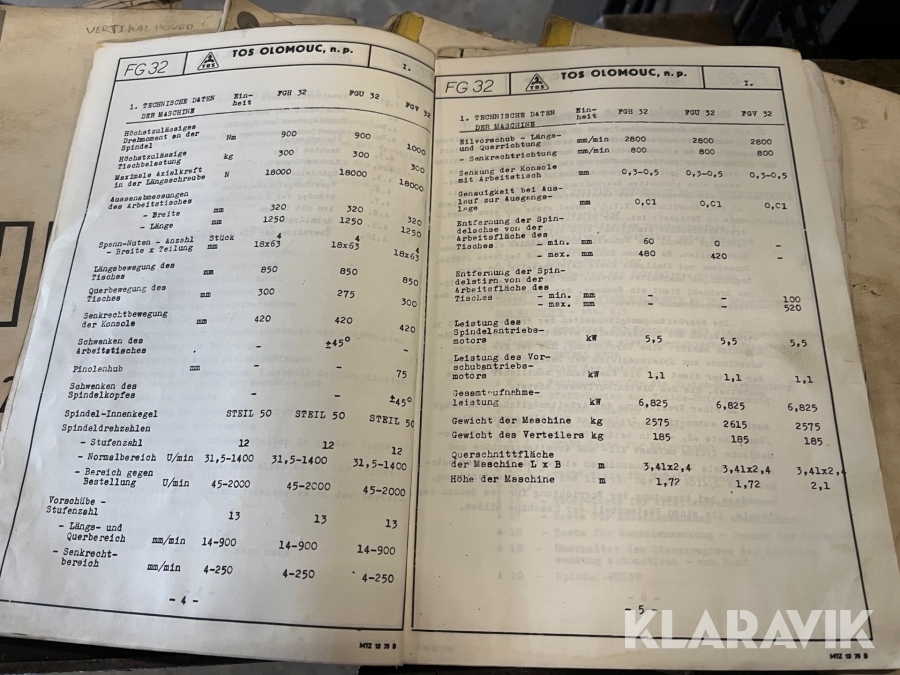 VERTIKAL HOVED
FG 32
TOS
TOS OLOMOUC, n.p.
I.
1. TECHNISCHE DATEN DER MASCHINE Ein-heit FGH 32 FGU 32 FGV 32
Höchstzulässiges
Drehmoment an der
Spindel Nm 900 900 1000
Höchstzulässige
Tischbelastung kg 300 300 300
Maximale Axialkraft
in der Längsschraube N 18000 18000 18000
Aussenabmessungen
des Arbeitstisches
- Breite mm 320 320 320
- Länge mm 1250 1250 1250
Spann-Nuten - Anzahl Stück 4 4 4
- Breite x Teilung mm 18x63 18x63 18x63
Längsbewegung des
Tisches mm 850 850 850
Querbewegung des
Tisches mm 300 275 300
Senkrechtbewegung
der Konsole mm 420 420 420
Schwenken des
Arbeitstisches - ±45° -
Pinolenhub mm - - 75
Schwenken des
Spindelkopfes - - ±45°
Spindel-Innenkegel STEIL 50 STEIL 50 STEIL 50
Spindeldrehzahlen
- Stufenzahl 12 12 12
- Normalbereich U/min 31,5-1400 31,5-1400 31,5-1400
- Bereich gegen
Bestellung U/min 45-2000 45-2000 45-2000
Vorschübe -
Stufenzahl 13 13 13
- Längs- und
Querbereich mm/min 14-900 14-900 14-900
- Senkrecht-
bereich mm/min 4-250 4-250 4-250
- 4 -
MTZ 12 75 B
FG 32
TOS
TOS OLOMOUC, n.p.
I.
1. TECHNISCHE DATEN DER MASCHINE Ein-heit FGH 32 FGU 32 FGV 32
Eilvorschub - Längs-
und Querrichtung mm/min 2800 2800 2800
- Senkrechtrichtung mm/min 800 800 800
Senkung der Konsole
mit Arbeitstisch mm 0,3-0,5 0,3-0,5 0,3-0,5
Genauigkeit bei Aus-
lauf zur Ausgangs-
lage mm 0,01 0,01 0,01
Entfernung der Spin-
delachse von der
Arbeitsfläche des
Tisches - min. mm 60 0 -
- max. mm 480 420 -
Entfernung der Spin-
delstirn von der
Arbeitsfläche des
Tisches - min. mm - - 100
- max. mm - - 520
Leistung des
Spindelantriebs-
motors kW 5,5 5,5 5,5
Leistung des Vor-
schubantriebs-
motors kW 1,1 1,1 1,1
Gesamtaufnahme-
leistung kW 6,825 6,825 6,825
Gewicht der Maschine kg 2575 2615 2575
Gewicht des Verteilers kg 185 185 185
Querschnittfläche
der Maschine L x B m 3,41x2,4 3,41x2,4 3,41x2,4
Höhe der Maschine m 1,72 1,72 2,1
- 5 -
MTZ 12 75 B
KLARAVIK